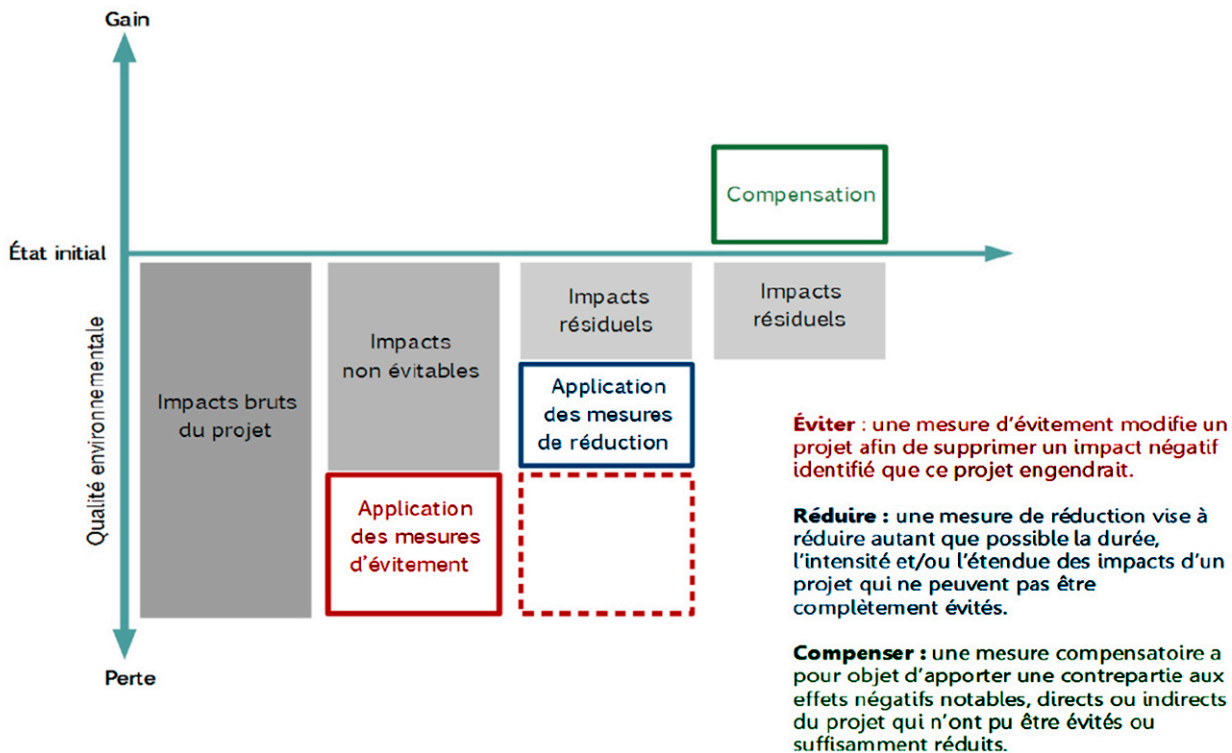 Gain
État initial
Qualité environnementale
Perte
Impacts bruts
du projet
Impacts
non évitables
Application
des mesures
d'évitement
Impacts
résiduels
Application
des mesures
de réduction
Compensation
Impacts
résiduels
Éviter : une mesure d'évitement modifie un
projet afin de supprimer un impact négatif
identifié que ce projet engendrait.
Réduire : une mesure de réduction vise à
réduire autant que possible la durée,
l'intensité et/ou l'étendue des impacts d'un
projet qui ne peuvent pas être
complètement évités.
Compenser : une mesure compensatoire a
pour objet d'apporter une contrepartie aux
effets négatifs notables, directs ou indirects
du projet qui n'ont pu être évités ou
suffisamment réduits.